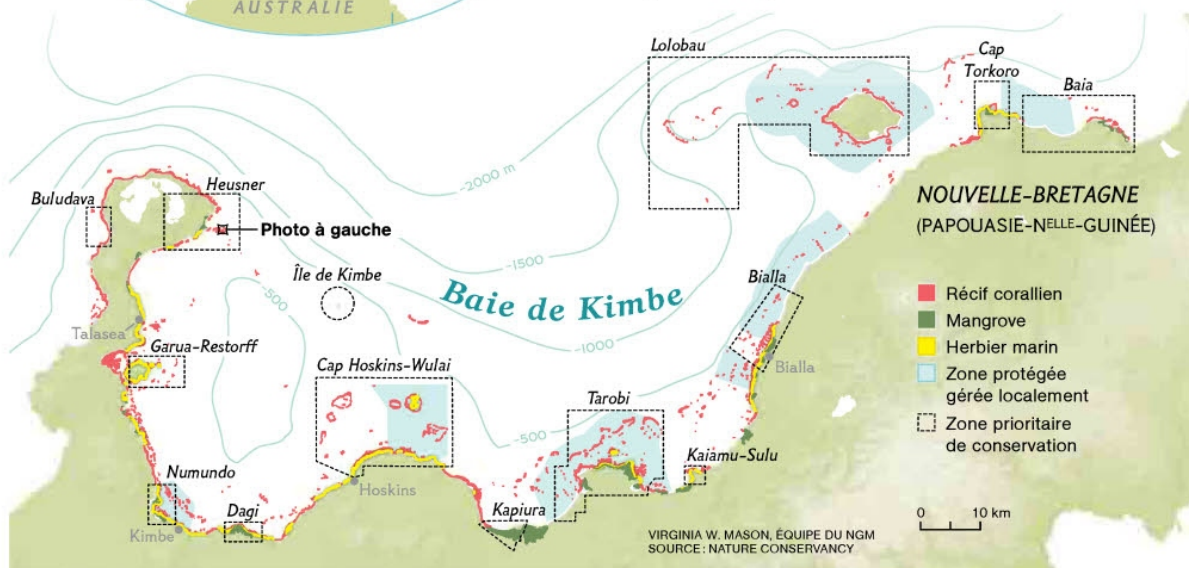 AUSTRALIE
Lolobau
Cap
Torkoro
Baia
-2000 m
Heusner
Buludava
Photo à gauche
NOUVELLE-BRETAGNE
(PAPOUASIE-NELLE-GUINÉE)
-1500
Île de Kimbe
-500
Baie de Kimbe
Bialla
Récif corallien
Mangrove
Herbier marin
Zone protégée
gérée localement
Zone prioritaire
de conservation
Talasea
Garua-Restorff
-1000
Bialla
Cap Hoskins-Wulai
Tarobi
-500
Kaiamu-Sulu
Numundo
Hoskins
Dagi
Kapiura
Kimbe
0 10 km
VIRGINIA W. MASON, ÉQUIPE DU NGM
SOURCE : NATURE CONSERVANCY